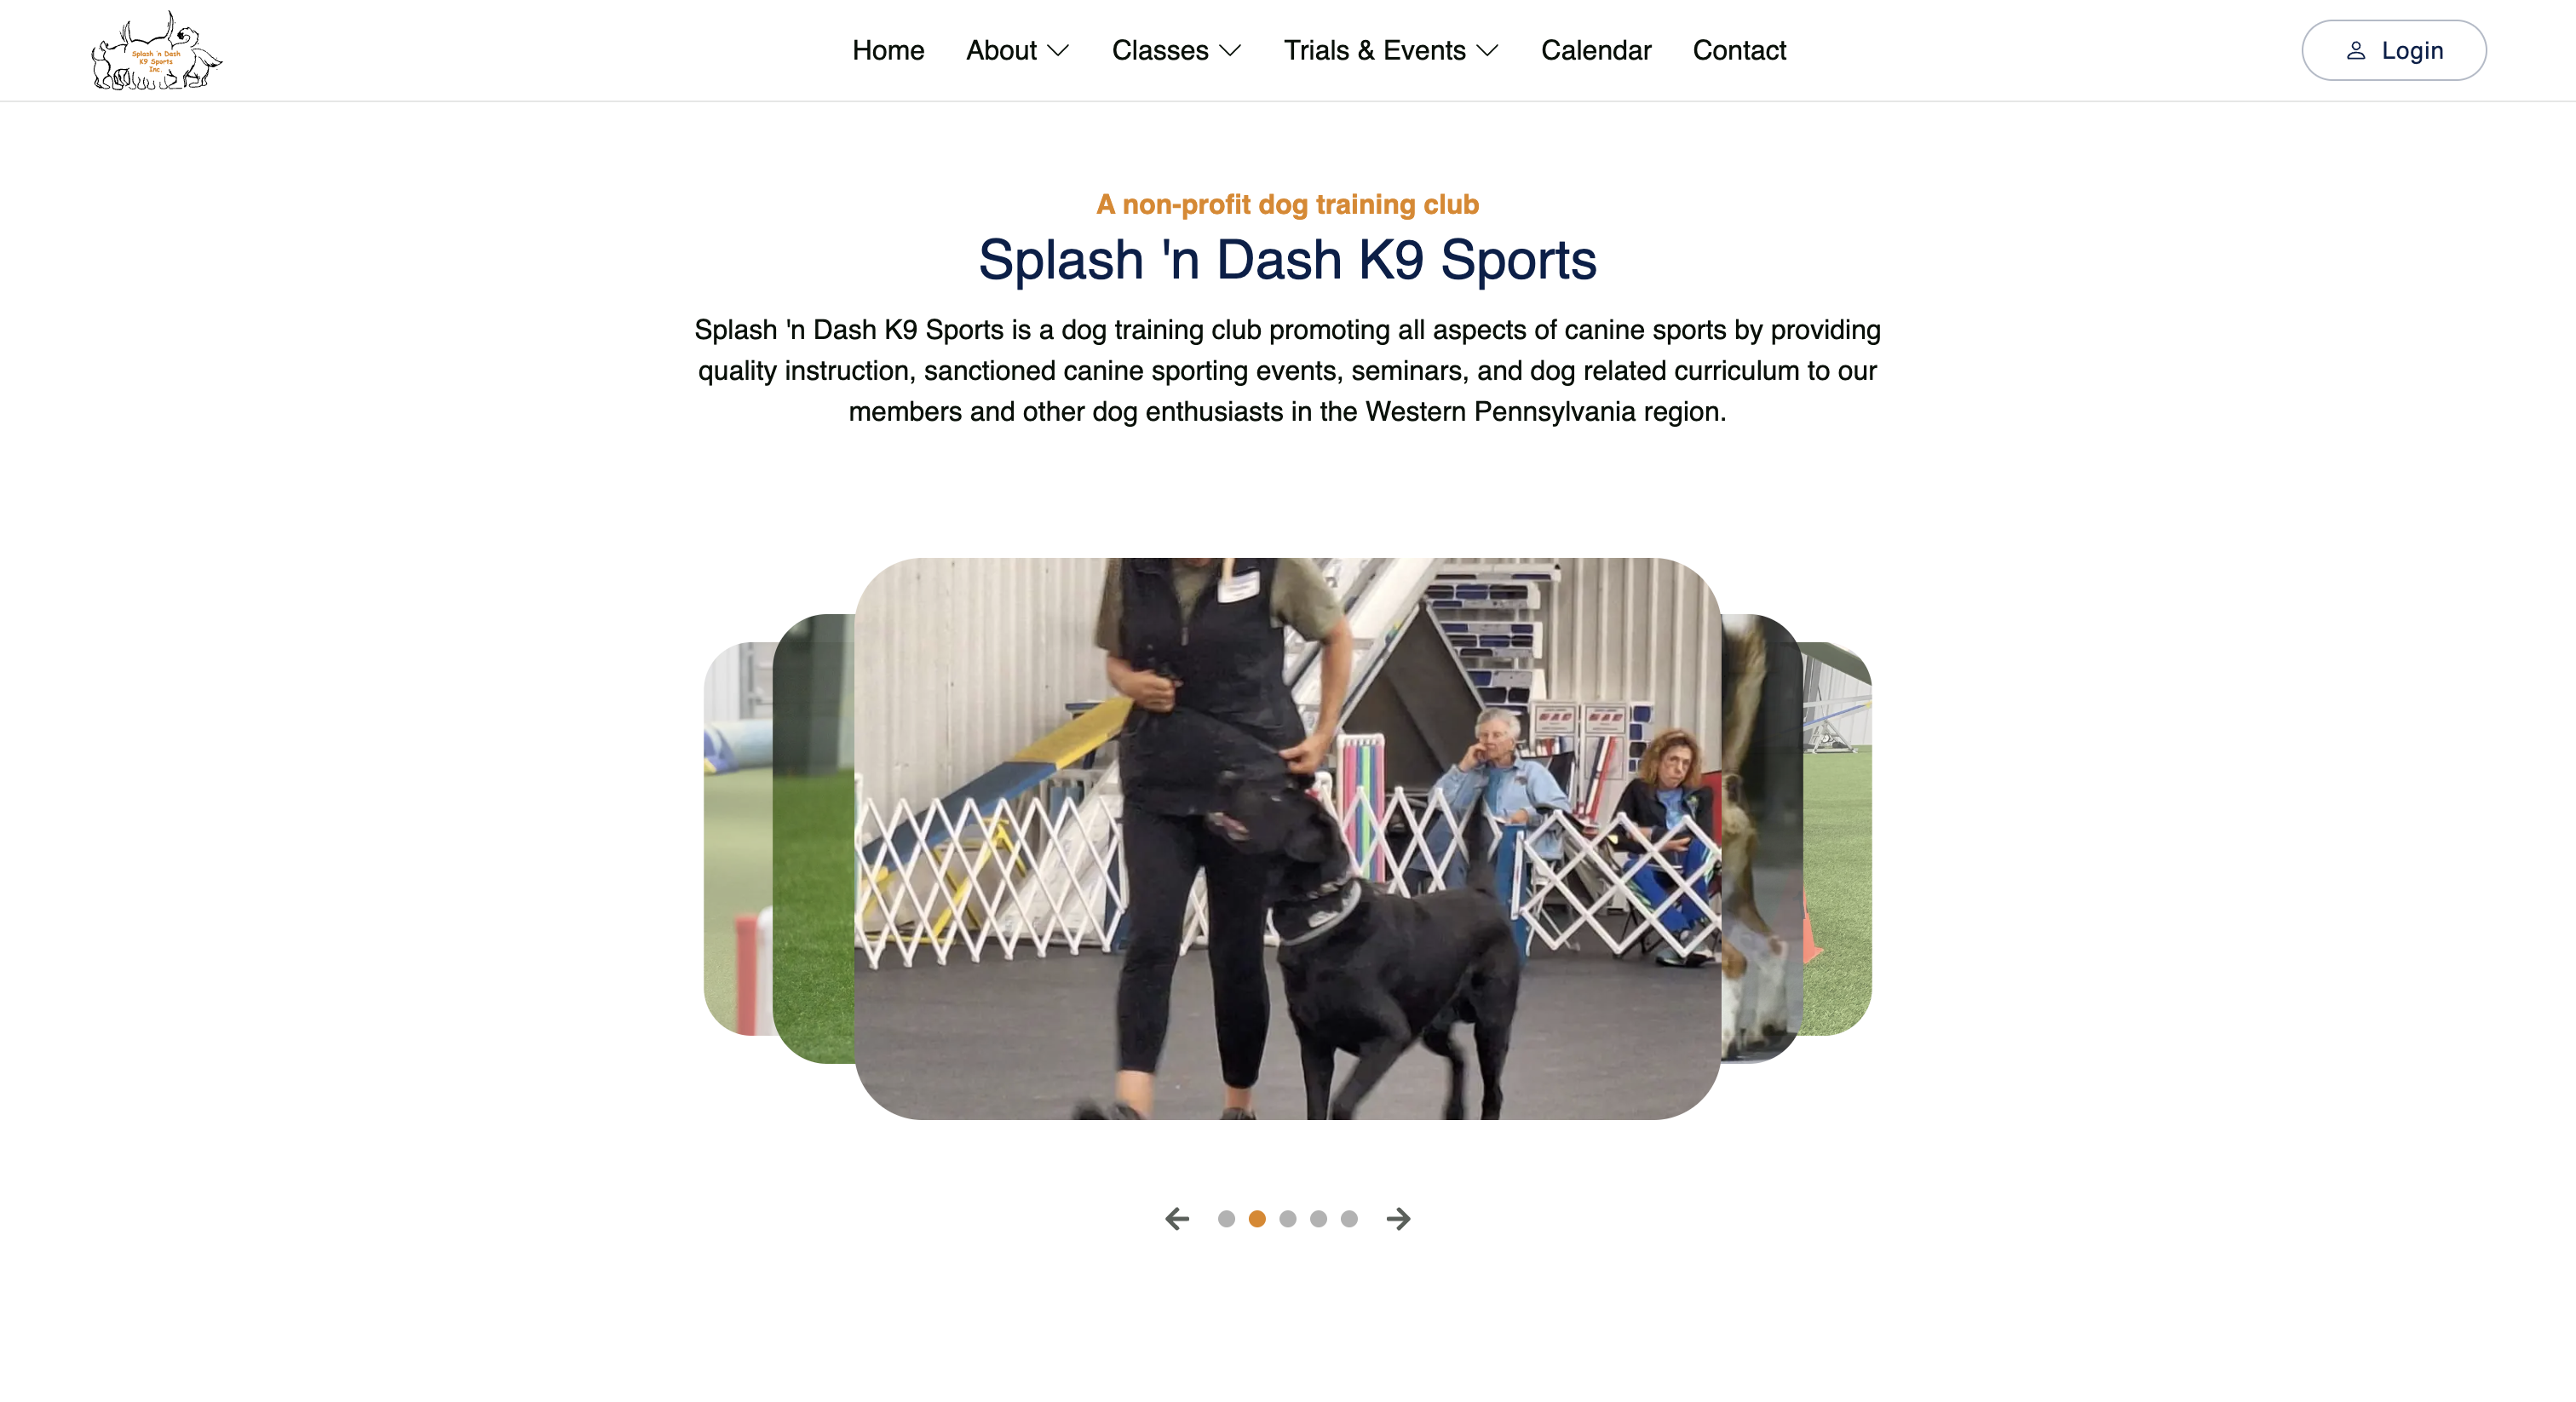 Splash 'n Dash
K9 Sports
Inc.
Home
About
Classes
Trials & Events
Calendar
Contact
Login
A non-profit dog training club
Splash 'n Dash K9 Sports
Splash 'n Dash K9 Sports is a dog training club promoting all aspects of canine sports by providing
quality instruction, sanctioned canine sporting events, seminars, and dog related curriculum to our
members and other dog enthusiasts in the Western Pennsylvania region.